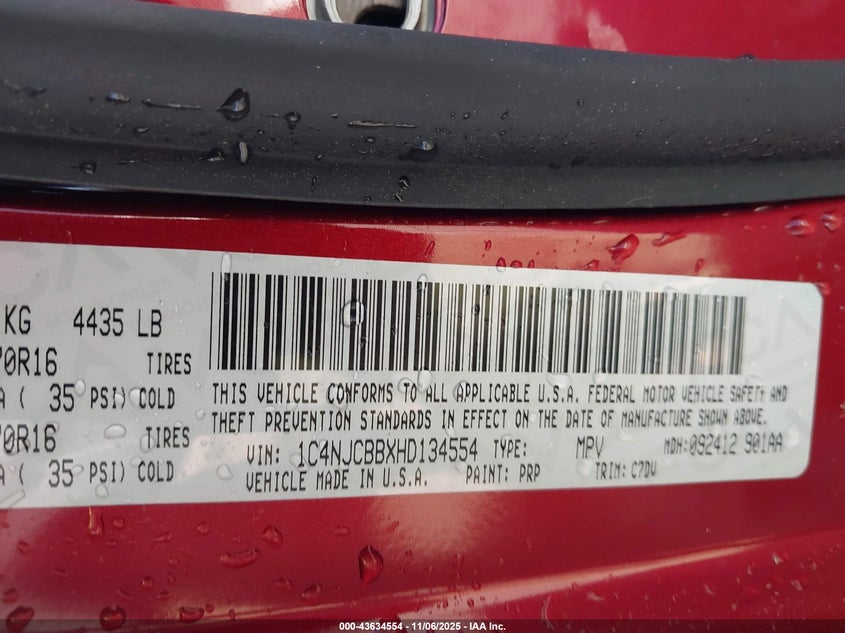 KG 4435 LB
70R16 TIRES
A ( 35 PSI) COLD
70R16 TIRES
A ( 35 PSI) COLD
THIS VEHICLE CONFORMS TO ALL APPLICABLE U.S.A. FEDERAL MOTOR VEHICLE SAFETY AND
THEFT PREVENTION STANDARDS IN EFFECT ON THE DATE OF MANUFACTURE SHOWN ABOVE.
VIN: 1C4NJCBBXHD134554 TYPE: MPV MDH:092412 901AA
VEHICLE MADE IN U.S.A. PAINT: PRP TRIM: C7DV
000-43634554 - 11/06/2025 - IAA Inc.